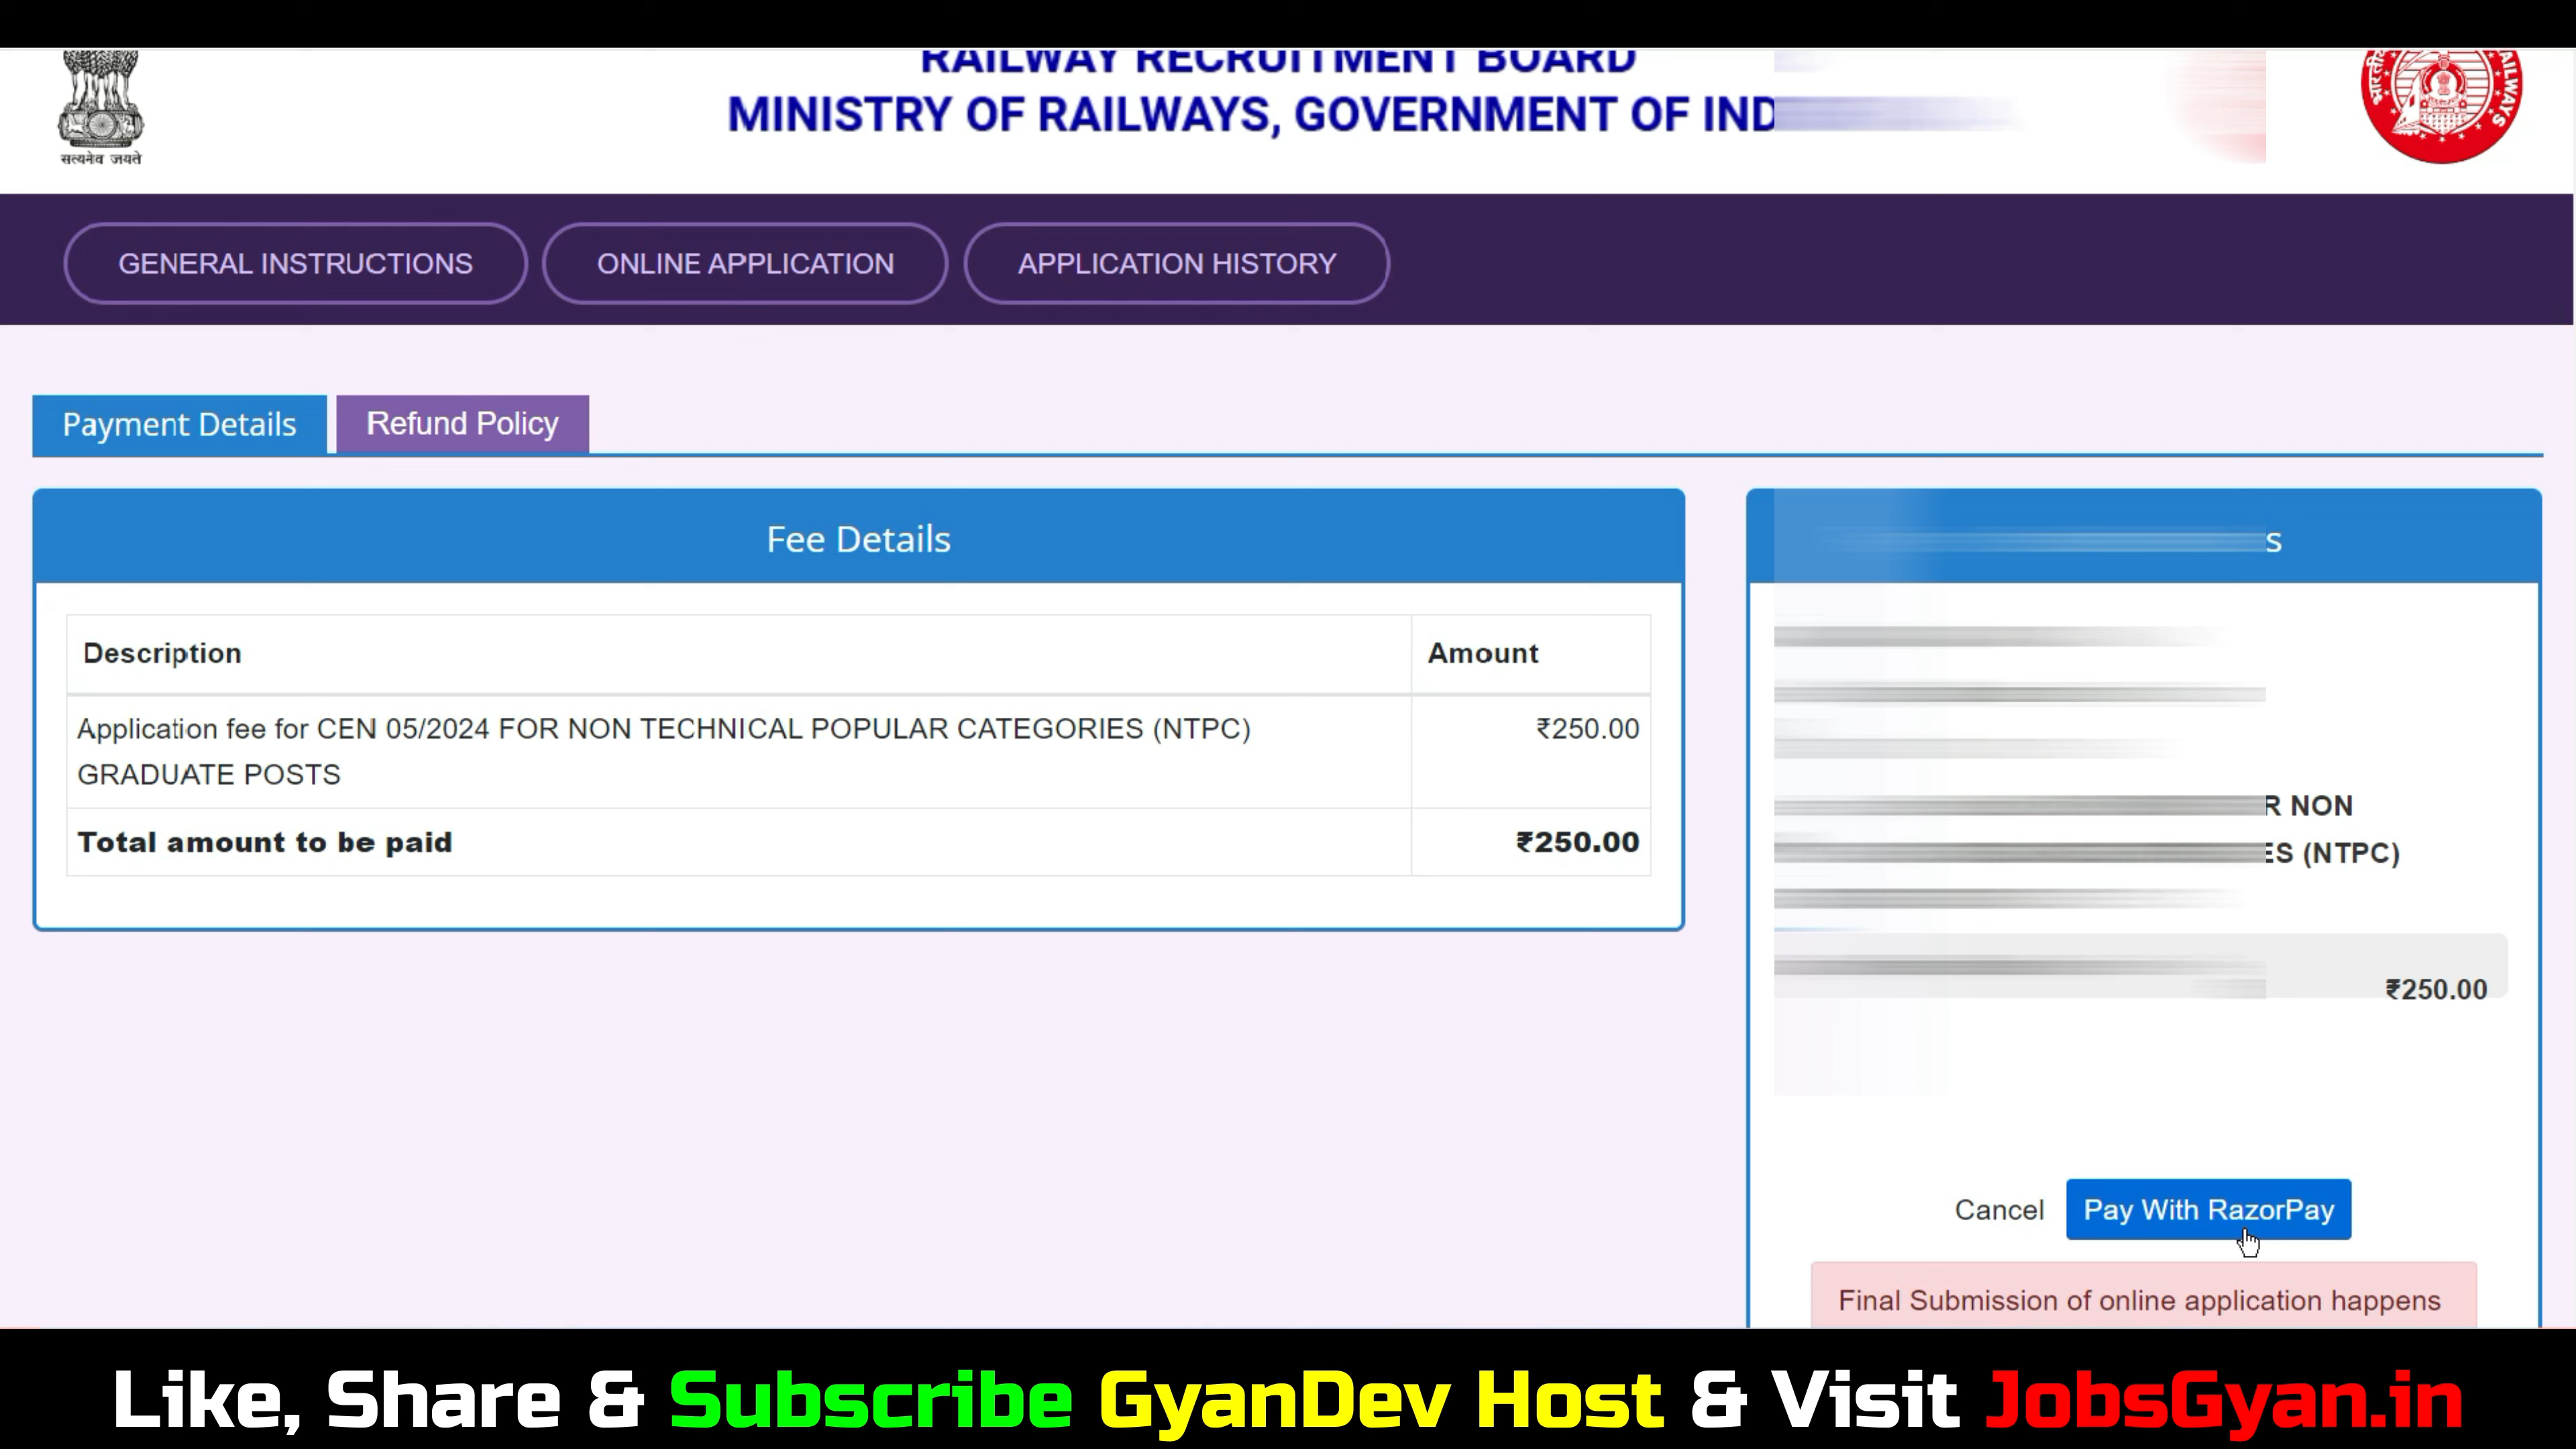 RAILWAY RECRUITMENT BOARD
MINISTRY OF RAILWAYS, GOVERNMENT OF IND
सत्यमेव जयते
GENERAL INSTRUCTIONS
ONLINE APPLICATION
APPLICATION HISTORY
Payment Details
Refund Policy
Fee Details
s
Description
Amount
Application fee for CEN 05/2024 FOR NON TECHNICAL POPULAR CATEGORIES (NTPC)
GRADUATE POSTS
₹250.00
Total amount to be paid
₹250.00
R NON
ES (NTPC)
₹250.00
Cancel
Pay With RazorPay
Final Submission of online application happens
Like, Share & Subscribe GyanDev Host & Visit JobsGyan.in